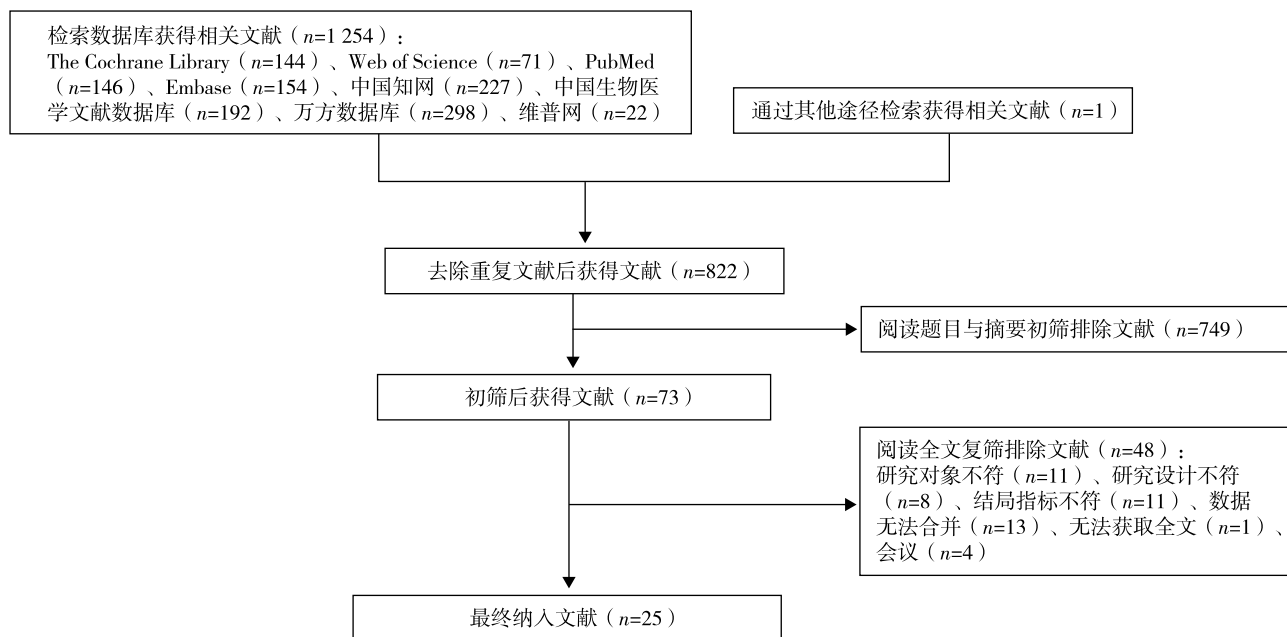 检索数据库获得相关文献（n=1 254）：
The Cochrane Library（n=144）、Web of Science（n=71）、PubMed
（n=146）、Embase（n=154）、中国知网（n=227）、中国生物医
学文献数据库（n=192）、万方数据库（n=298）、维普网（n=22）
通过其他途径检索获得相关文献（n=1）
去除重复文献后获得文献（n=822）
阅读题目与摘要初筛排除文献（n=749）
初筛后获得文献（n=73）
阅读全文复筛排除文献（n=48）：
研究对象不符（n=11）、研究设计不符
（n=8）、结局指标不符（n=11）、数据
无法合并（n=13）、无法获取全文（n=1）、
会议（n=4）
最终纳入文献（n=25）